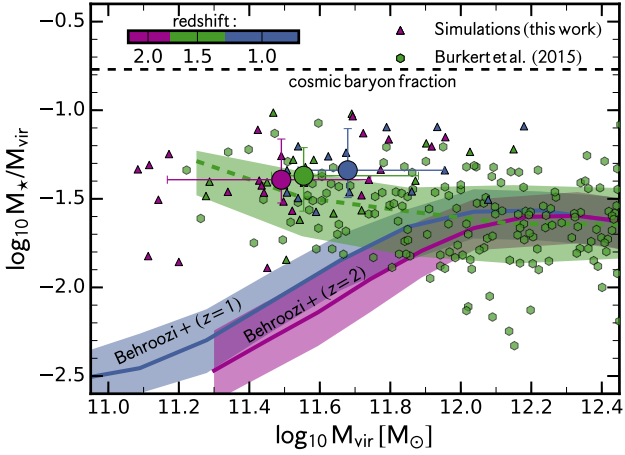 redshift :
2.0 1.5 1.0
Simulations (this work)
Burkert et al. (2015)
cosmic baryon fraction
Behroozi+ (z=1)
Behroozi+ (z=2)
−0.5
−1.0
−1.5
−2.0
−2.5
log₁₀ M⋆/Mvir
11.0 11.2 11.4 11.6 11.8 12.0 12.2 12.4
log₁₀ Mvir [M⊙]